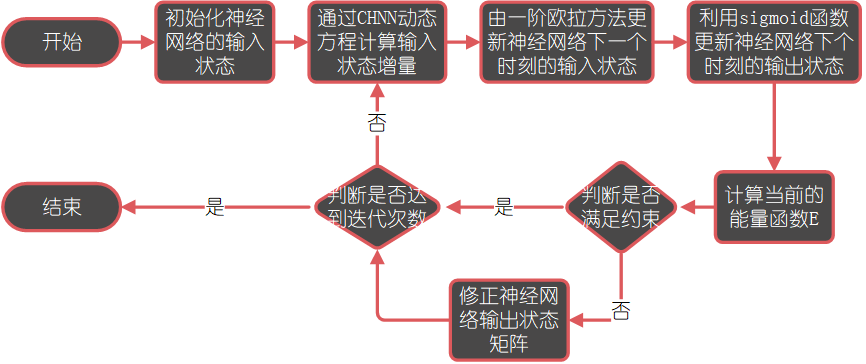 开始
初始化神经
网络的输入
状态
通过CHNN动态
方程计算输入
状态增量
由一阶欧拉方法更
新神经网络下一个
时刻的输入状态
利用sigmoid函数
更新神经网络下个
时刻的输出状态
否
结束
是
判断是否达
到迭代次数
是
判断是否
满足约束
计算当前的
能量函数E
修正神经网
络输出状态
矩阵
否